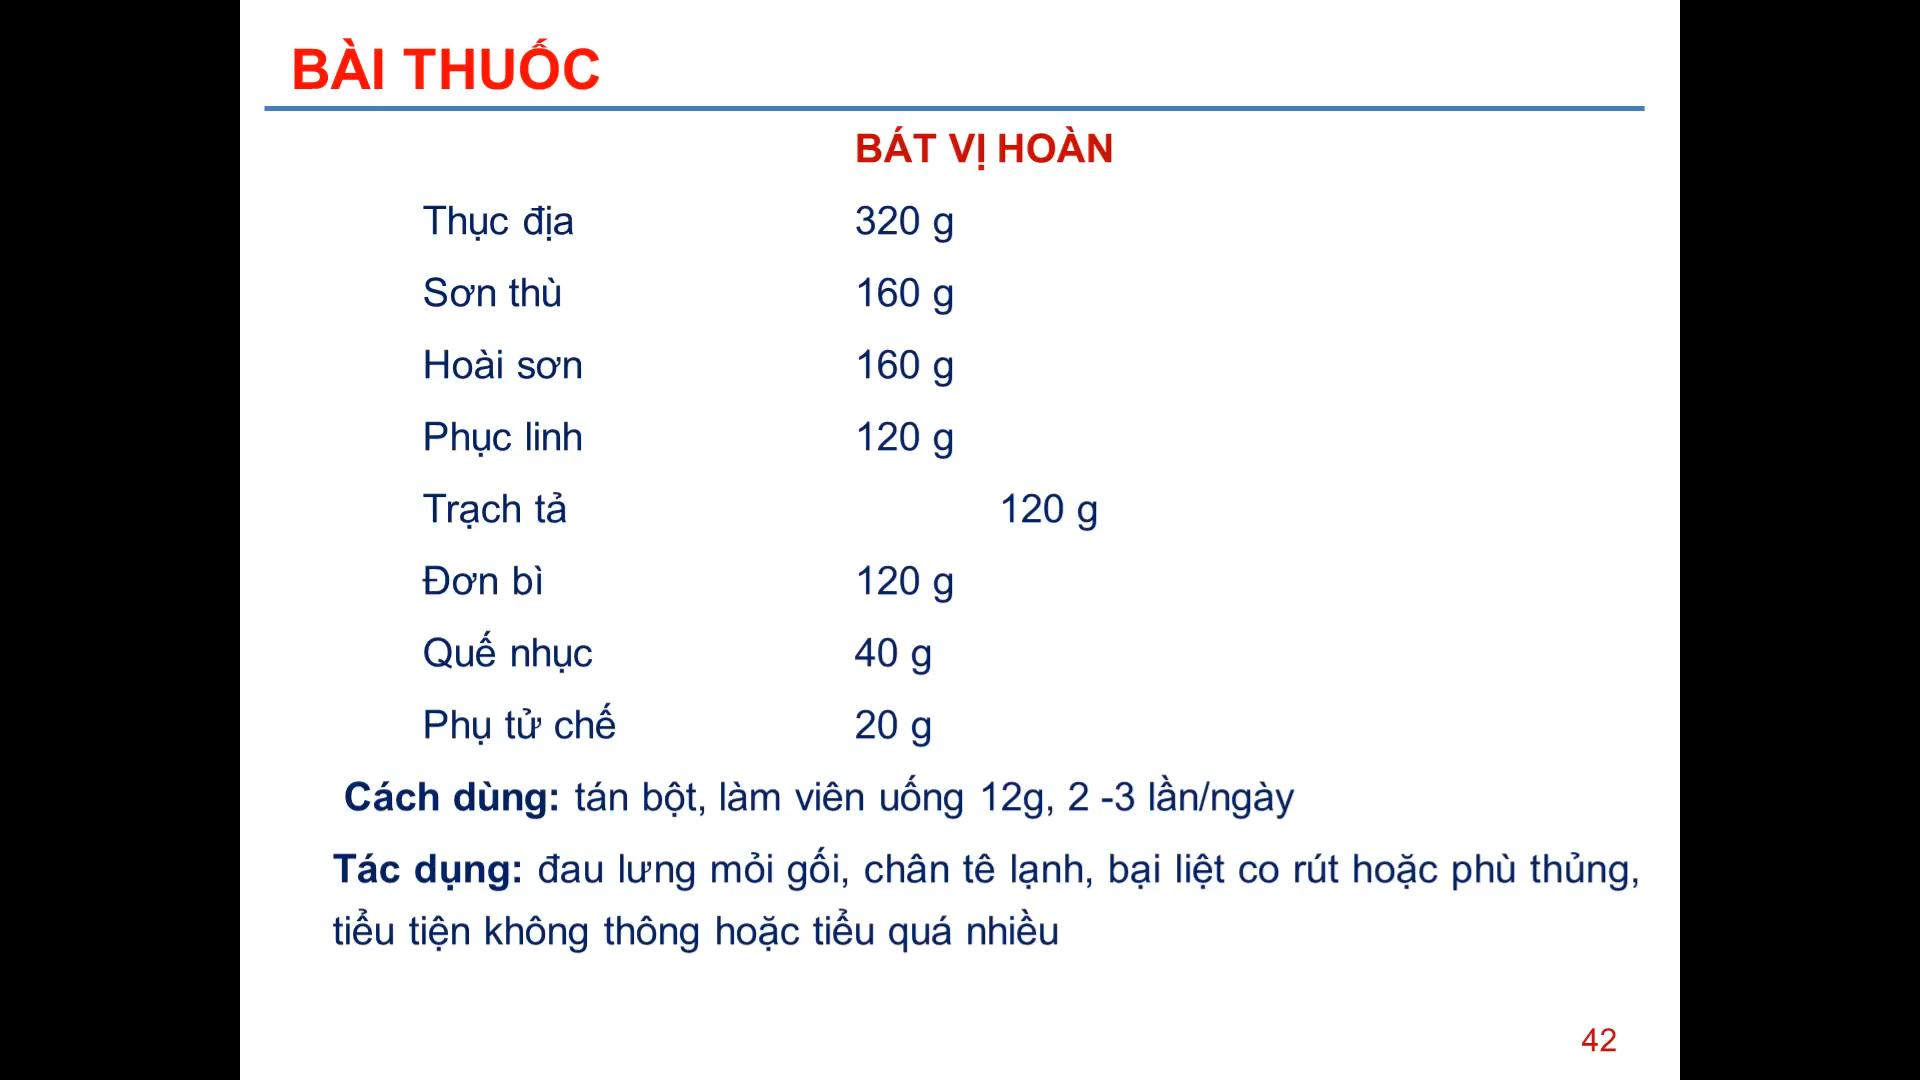 BÀI THUỐC
BÁT VỊ HOÀN
Thục địa 320 g
Sơn thù 160 g
Hoài sơn 160 g
Phục linh 120 g
Trạch tả 120 g
Đơn bì 120 g
Quế nhục 40 g
Phụ tử chế 20 g
Cách dùng: tán bột, làm viên uống 12g, 2 -3 lần/ngày
Tác dụng: đau lưng mỏi gối, chân tê lạnh, bại liệt co rút hoặc phù thủng,
tiểu tiện không thông hoặc tiểu quá nhiều
42